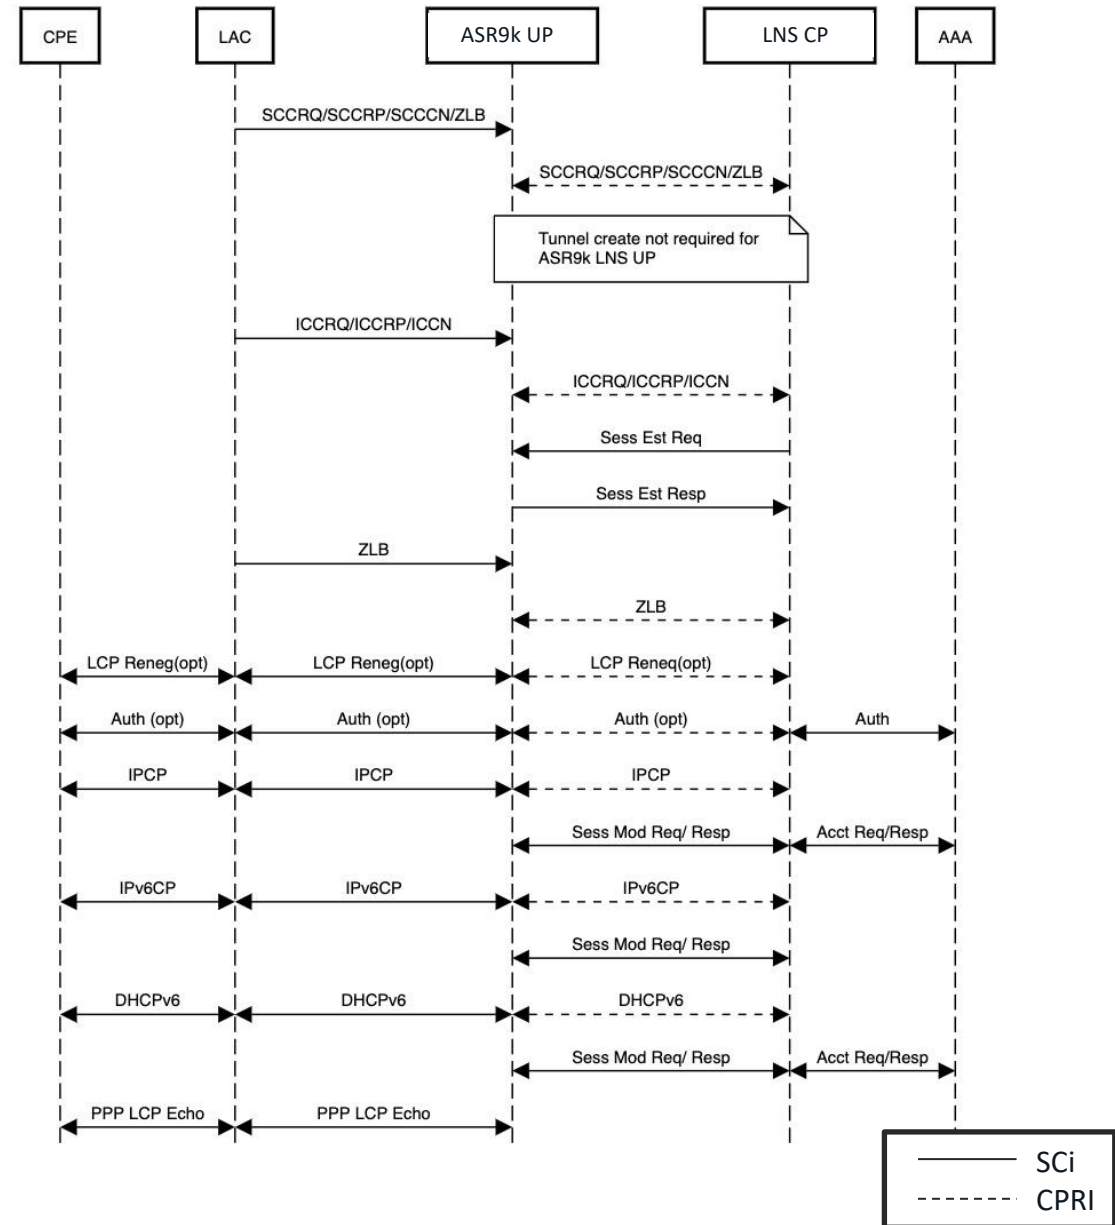 CPE LAC ASR9k UP LNS CP AAA
SCCRQ/SCCRP/SCCCN/ZLB
SCCRQ/SCCRP/SCCCN/ZLB
Tunnel create not required for
ASR9k LNS UP
ICCRQ/ICCRP/ICCN
ICCRQ/ICCRP/ICCN
Sess Est Req
Sess Est Resp
ZLB
ZLB
LCP Reneg(opt) LCP Reneg(opt) LCP Reneq(opt)
Auth (opt) Auth (opt) Auth (opt) Auth
IPCP IPCP IPCP
Sess Mod Req/ Resp Acct Req/Resp
IPv6CP IPv6CP IPv6CP
Sess Mod Req/ Resp
DHCPv6 DHCPv6 DHCPv6
Sess Mod Req/ Resp Acct Req/Resp
PPP LCP Echo PPP LCP Echo
SCi
CPRI